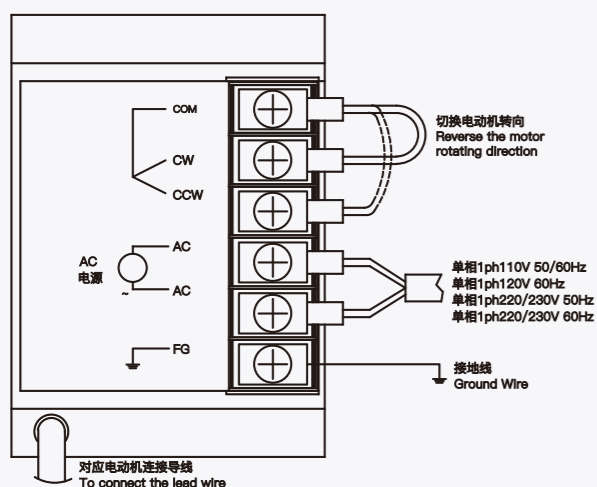 COM
CW
CCW
AC
AC
电源
AC
~
FG
切换电动机转向
Reverse the motor
rotating direction
单相1ph110V 50/60Hz
单相1ph120V 60Hz
单相1ph220/230V 50Hz
单相1ph220/230V 60Hz
接地线
Ground Wire
对应电动机连接导线
To connect the lead wire